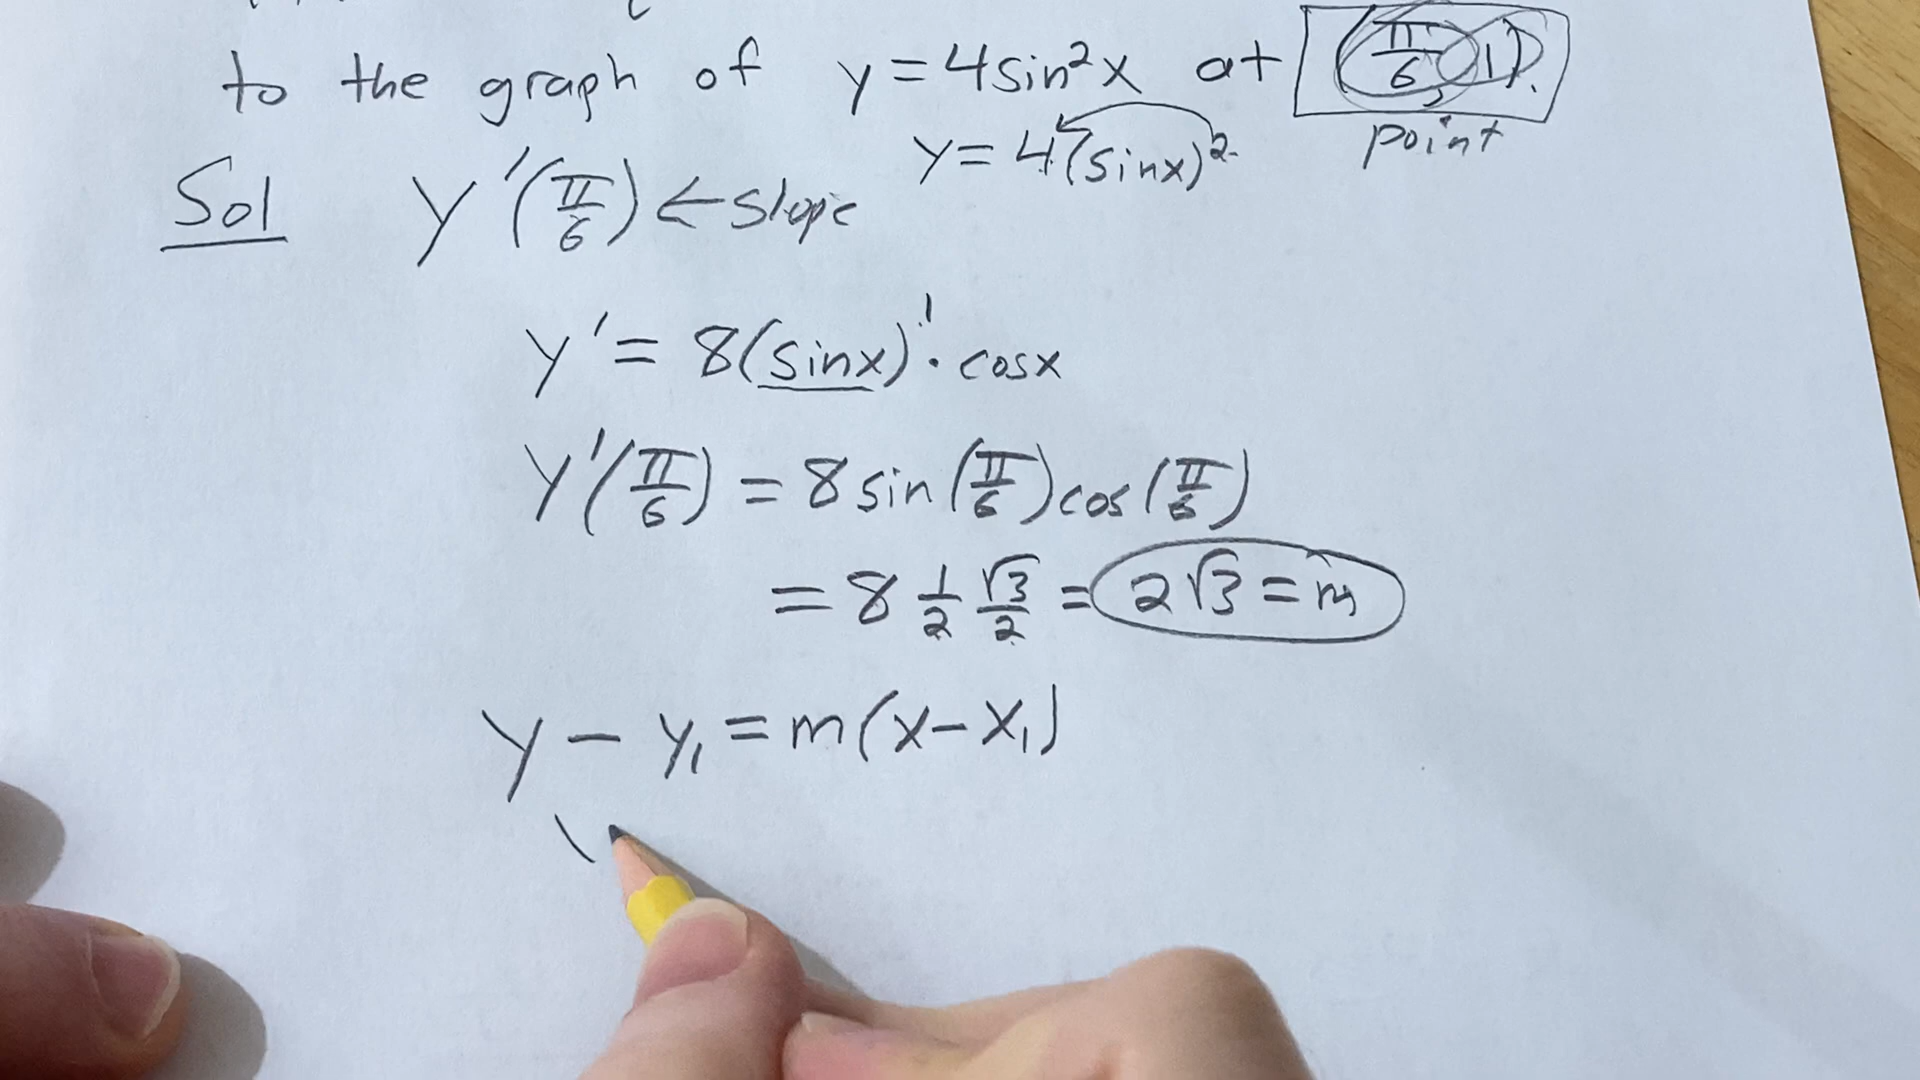 to the graph of y = 4sin²x at (π/6, 1).
y = 4(sinx)²
point
Sol y'(π/6) ← slope
y' = 8(sinx)¹ · cosx
y'(π/6) = 8 sin(π/6) cos(π/6)
= 8 1/2 √3/2 = 2√3 = m
y - y₁ = m(x - x₁)